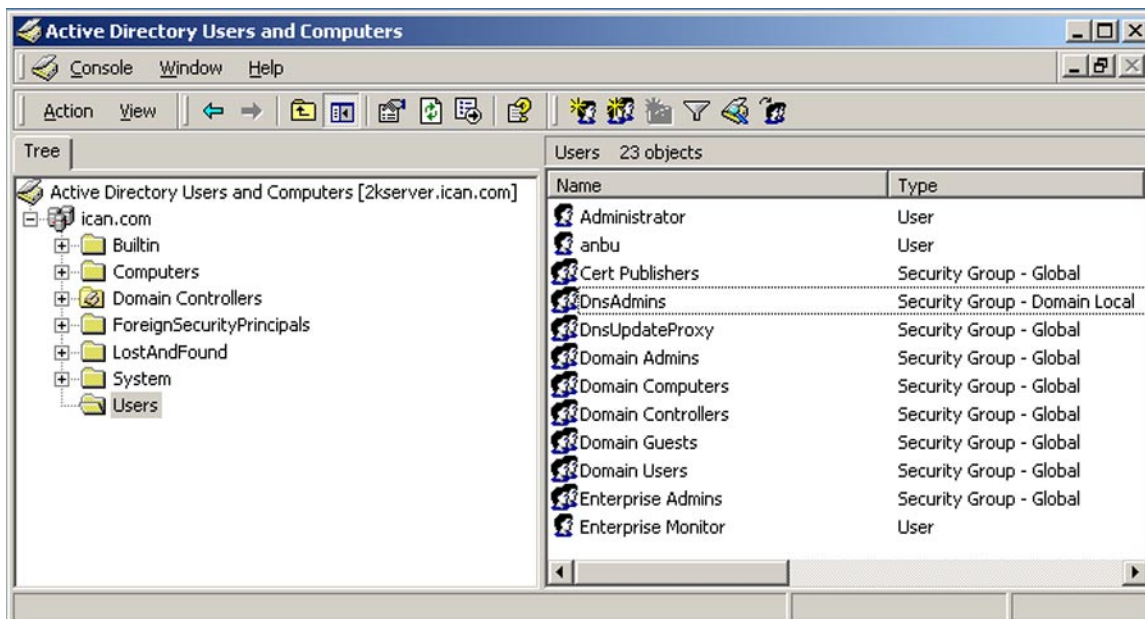 Active Directory Users and Computers
Console Window Help
Action View
Tree
Users 23 objects
Active Directory Users and Computers [2kserver.ican.com]
ican.com
Builtin
Computers
Domain Controllers
ForeignSecurityPrincipals
LostAndFound
System
Users
Name Type
Administrator User
anbu User
Cert Publishers Security Group - Global
DnsAdmins Security Group - Domain Local
DnsUpdateProxy Security Group - Global
Domain Admins Security Group - Global
Domain Computers Security Group - Global
Domain Controllers Security Group - Global
Domain Guests Security Group - Global
Domain Users Security Group - Global
Enterprise Admins Security Group - Global
Enterprise Monitor User